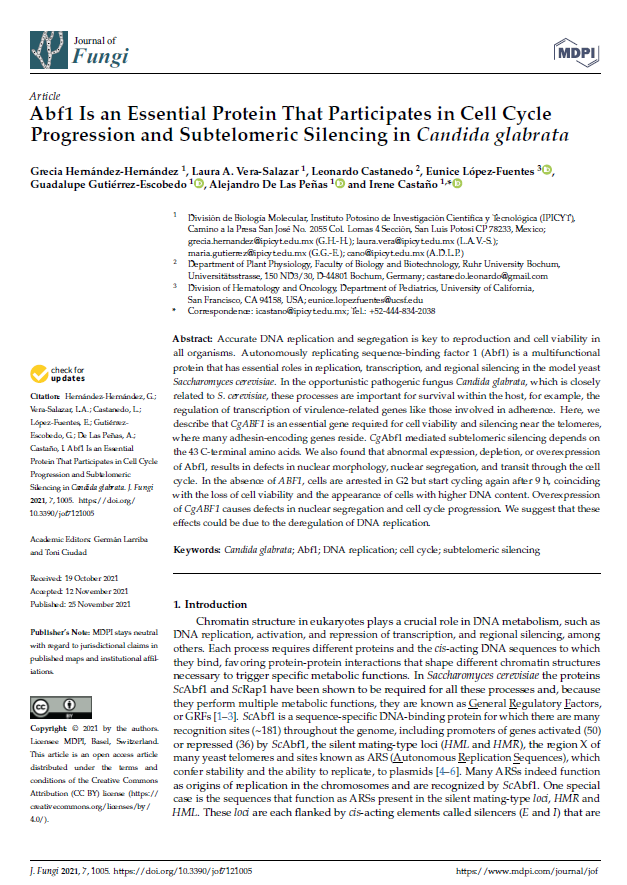 Journal of
Fungi
MDPI
Article
Abf1 Is an Essential Protein That Participates in Cell Cycle
Progression and Subtelomeric Silencing in Candida glabrata
Grecia Hernández-Hernández 1, Laura A. Vera-Salazar 1, Leonardo Castanedo 2, Eunice López-Fuentes 3,
Guadalupe Gutiérrez-Escobedo 1, Alejandro De Las Peñas 1 and Irene Castaño 1,*
1 División de Biología Molecular, Instituto Potosino de Investigación Científica y Tecnológica (IPICYT),
Camino a la Presa San José No. 2055 Col. Lomas 4 Sección, San Luis Potosí CP 78233, Mexico;
grecia.hernandez@ipicyt.edu.mx (G.H.-H.); laura.vera@ipicyt.edu.mx (L.A.V.-S.);
maria.gutierrez@ipicyt.edu.mx (G.G.-E.); cano@ipicyt.edu.mx (A.D.L.P.)
2 Department of Plant Physiology, Faculty of Biology and Biotechnology, Ruhr University Bochum,
Universitätsstrasse, 150 ND3/30, D-44801 Bochum, Germany; castaneo.leonardo@gmail.com
3 Division of Hematology and Oncology, Department of Pediatrics, University of California,
San Francisco, CA 94158, USA; eunice.lopezfuentes@ucsf.edu
* Correspondence: icastano@ipicyt.edu.mx; Tel.: +52-444-834-2038
Abstract: Accurate DNA replication and segregation is key to reproduction and cell viability in
all organisms. Autonomously replicating sequence-binding factor 1 (Abf1) is a multifunctional
protein that has essential roles in replication, transcription, and regional silencing in the model yeast
Saccharomyces cerevisiae. In the opportunistic pathogenic fungus Candida glabrata, which is closely
related to S. cerevisiae, these processes are important for survival within the host, for example, the
regulation of transcription of virulence-related genes like those involved in adherence. Here, we
describe that CgABF1 is an essential gene required for cell viability and silencing near the telomeres,
where many adhesin-encoding genes reside. CgAbf1 mediated subtelomeric silencing depends on
the 43 C-terminal amino acids. We also found that abnormal expression, depletion, or overexpression
of Abf1, results in defects in nuclear morphology, nuclear segregation, and transit through the cell
cycle. In the absence of ABF1, cells are arrested in G2 but start cycling again after 9 h, coinciding
with the loss of cell viability and the appearance of cells with higher DNA content. Overexpression
of CgABF1 causes defects in nuclear segregation and cell cycle progression. We suggest that these
effects could be due to the deregulation of DNA replication.
Keywords: Candida glabrata; Abf1; DNA replication; cell cycle; subtelomeric silencing
check for
updates
Citation: Hernández-Hernández, G.;
Vera-Salazar, L.A.; Castanedo, L.;
López-Fuentes, E.; Gutiérrez-
Escobedo, G.; De Las Peñas, A.;
Castaño, I. Abf1 Is an Essential
Protein That Participates in Cell Cycle
Progression and Subtelomeric
Silencing in Candida glabrata. J. Fungi
2021, 7, 1005. https://doi.org/
10.3390/jof7121005
Academic Editors: Germán Larriba
and Toni Ciudad
Received: 19 October 2021
Accepted: 12 November 2021
Published: 25 November 2021
Publisher's Note: MDPI stays neutral
with regard to jurisdictional claims in
published maps and institutional affil-
iations.
CC BY
Copyright: © 2021 by the authors.
Licensee MDPI, Basel, Switzerland.
This article is an open access article
distributed under the terms and
conditions of the Creative Commons
Attribution (CC BY) license (https://
creativecommons.org/licenses/by/
4.0/).
1. Introduction
Chromatin structure in eukaryotes plays a crucial role in DNA metabolism, such as
DNA replication, activation, and repression of transcription, and regional silencing, among
others. Each process requires different proteins and the cis-acting DNA sequences to which
they bind, favoring protein-protein interactions that shape different chromatin structures
necessary to trigger specific metabolic functions. In Saccharomyces cerevisiae the proteins
ScAbf1 and ScRap1 have been shown to be required for all these processes and, because
they perform multiple metabolic functions, they are known as General Regulatory Factors,
or GRFs [1–3]. ScAbf1 is a sequence-specific DNA-binding protein for which there are many
recognition sites (~181) throughout the genome, including promoters of genes activated (50)
or repressed (36) by ScAbf1, the silent mating-type loci (HML and HMR), the region X of
many yeast telomeres and sites known as ARS (Autonomous Replication Sequences), which
confer stability and the ability to replicate, to plasmids [4–6]. Many ARSs indeed function
as origins of replication in the chromosomes and are recognized by ScAbf1. One special
case is the sequences that function as ARSs present in the silent mating-type loci, HMR and
HML. These loci are each flanked by cis-acting elements called silencers (E and I) that are
J. Fungi 2021, 7, 1005. https://doi.org/10.3390/jof7121005
https://www.mdpi.com/journal/jof